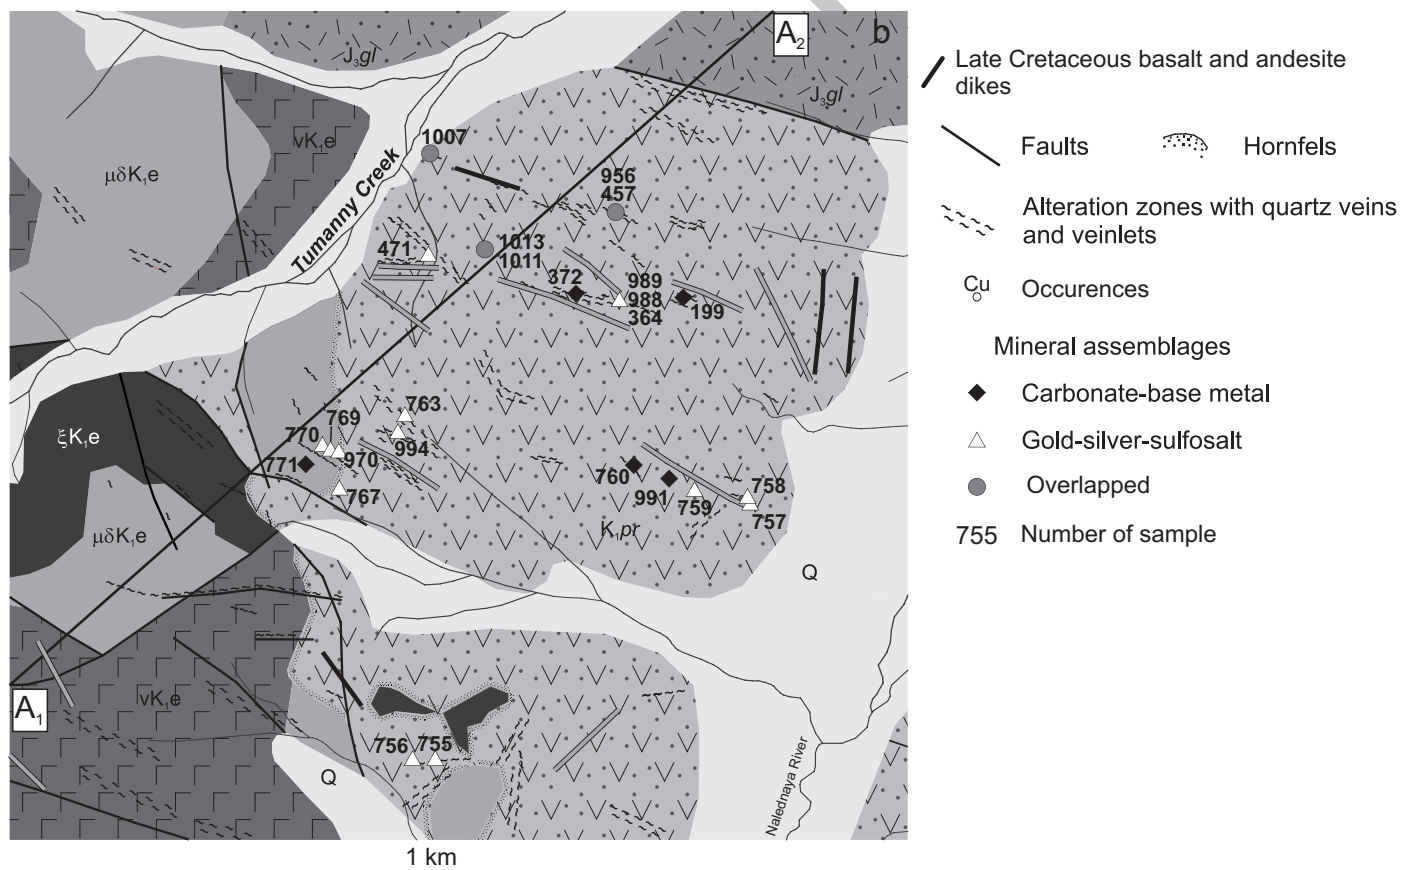 A2
b
J3gl
J3gl
νK1e
1007
μδK1e
Tumanny Creek
956
457
471
1013
1011
372
989
988
364
199
763
769
770
994
ξK1e
771
970
760
758
767
991
759
757
K1pr
μδK1e
Q
νK1e
A1
756 755
Q
Nalednaya River
1 km
Late Cretaceous basalt and andesite
dikes
Faults
Hornfels
Alteration zones with quartz veins
and veinlets
Cu
Occurences
Mineral assemblages
Carbonate-base metal
Gold-silver-sulfosalt
Overlapped
755 Number of sample